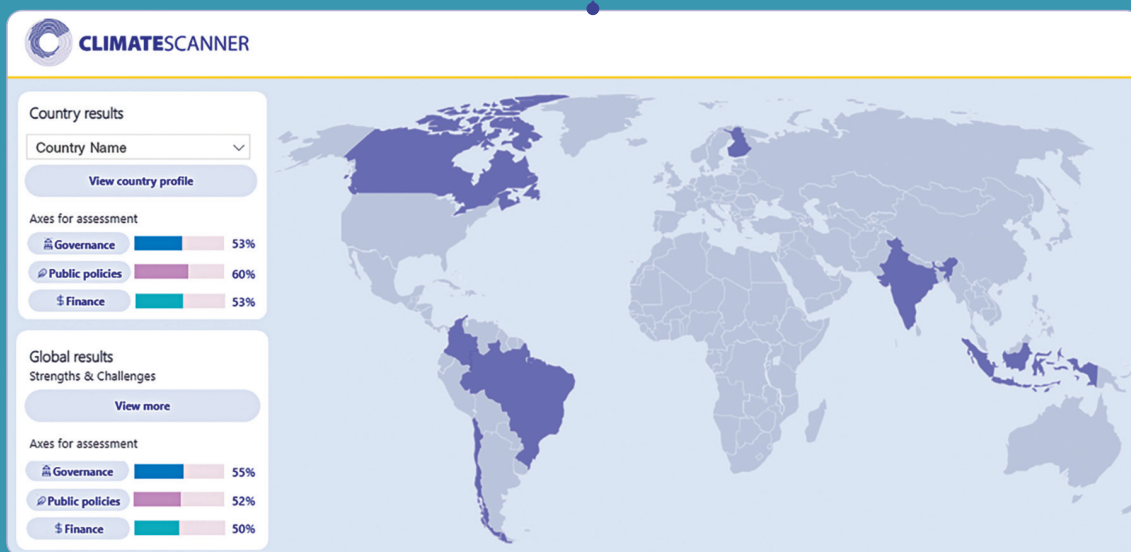 CLIMATESCANNER
Country results
Country Name
View country profile
Axes for assessment
Governance 53%
Public policies 60%
$ Finance 53%
Global results
Strengths & Challenges
View more
Axes for assessment
Governance 55%
Public policies 52%
$ Finance 50%